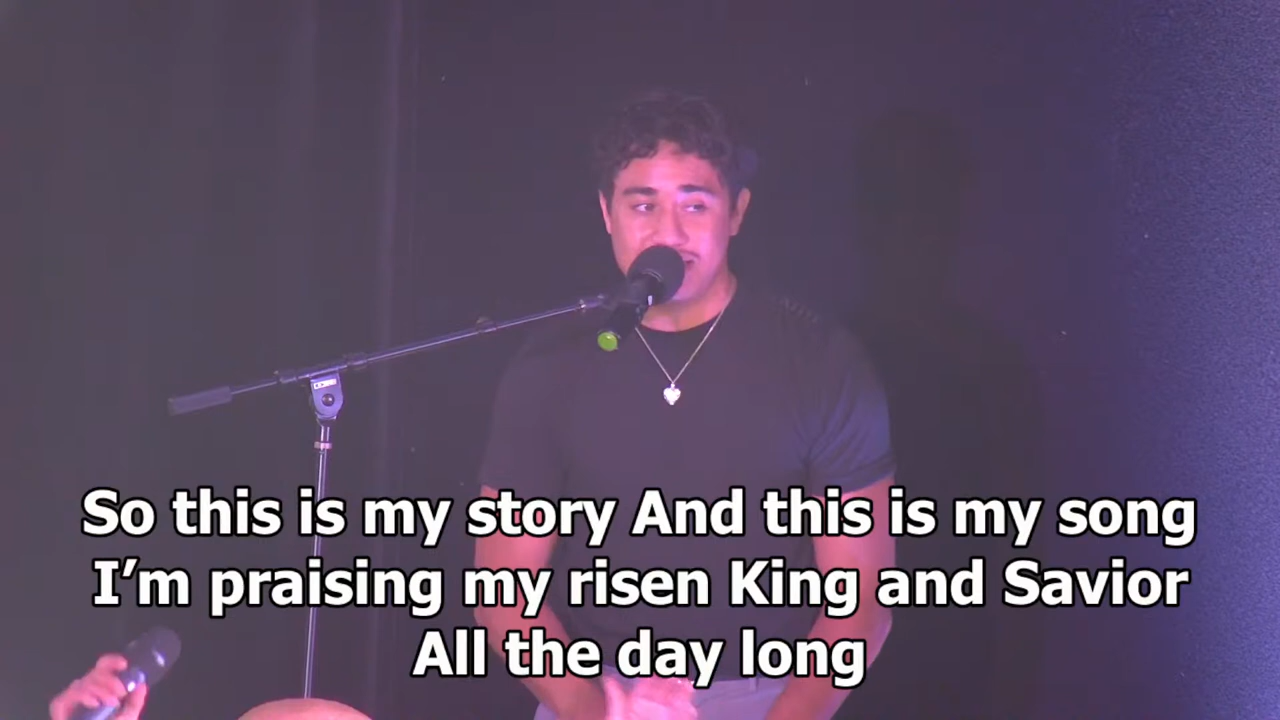 So this is my story And this is my song
I’m praising my risen King and Savior
All the day long